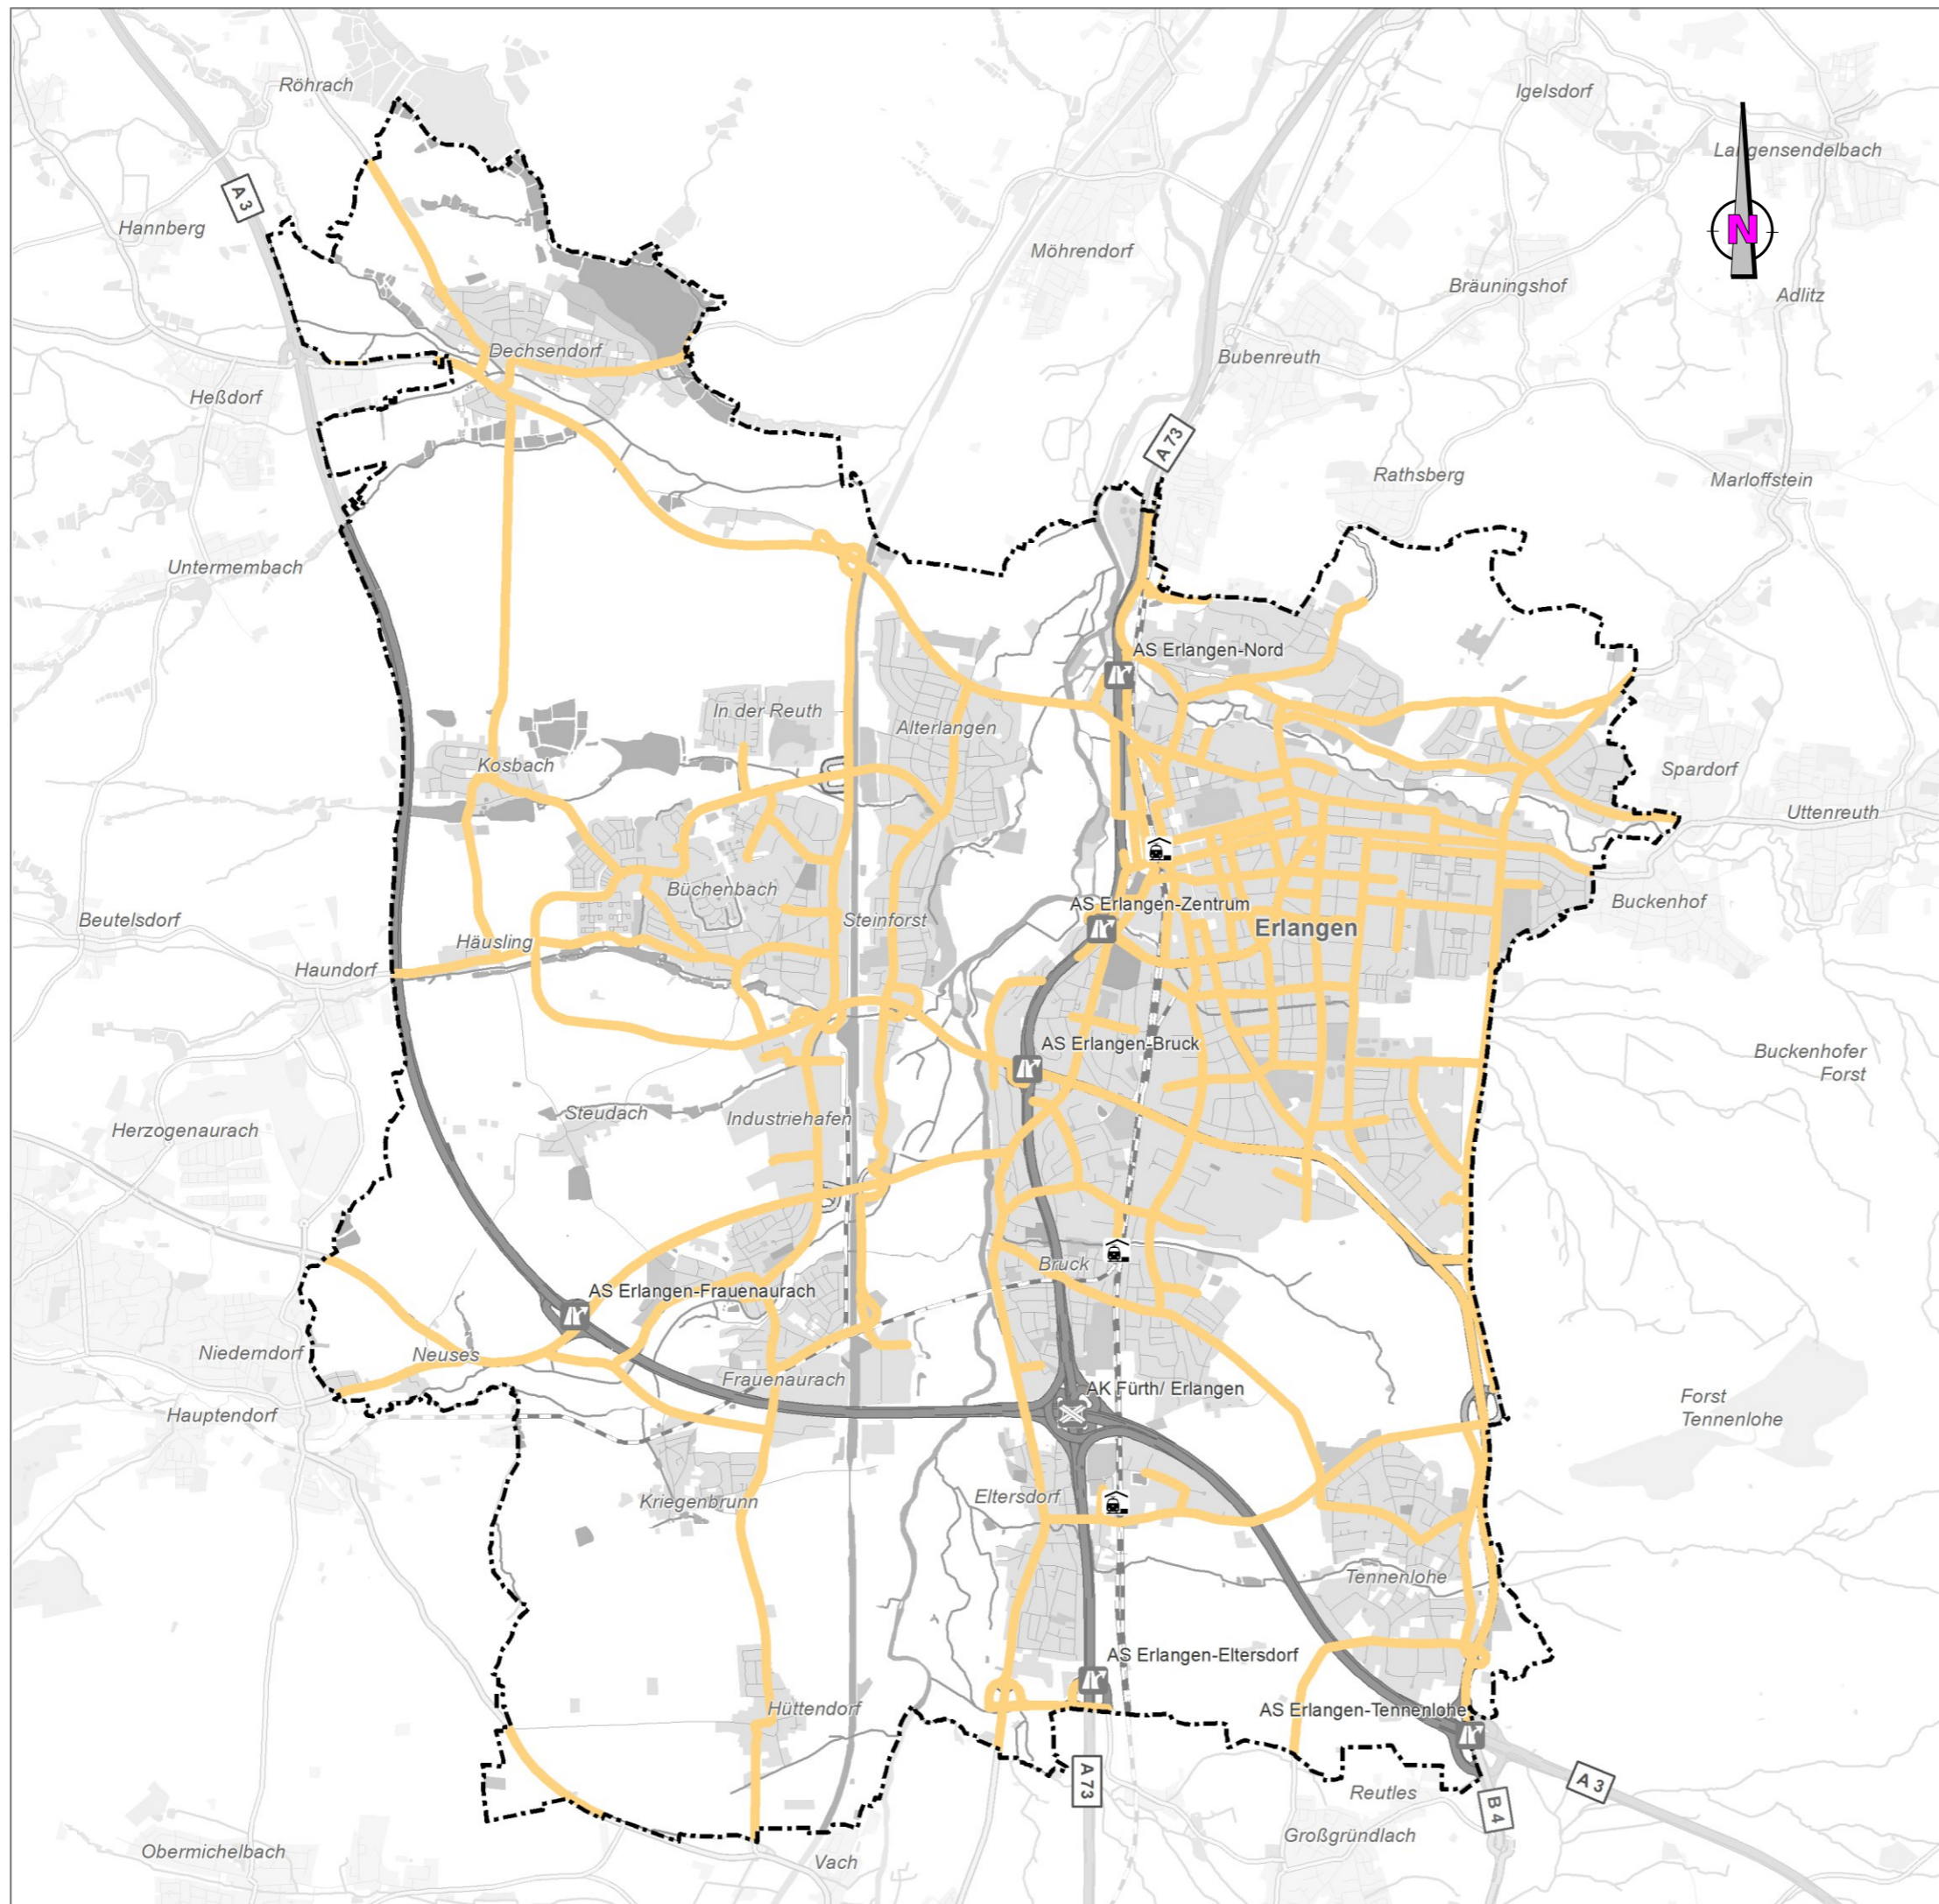 Röhrach
Igelsdorf
Langensendelbach
A 3
Hannberg
N
Möhrendorf
Bräuningshof
Adlitz
Dechsendorf
Bubenreuth
Heßdorf
A 73
Rathsberg
Marloffstein
Untermembach
AS Erlangen-Nord
In der Reuth
Alterlangen
Kosbach
Spardorf
Uttenreuth
Büchenbach
AS Erlangen-Zentrum
Buckenhof
Beutelsdorf
Steinforst
Erlangen
Häusling
Haundorf
AS Erlangen-Bruck
Buckenhofer
Forst
Steudach
Industriehafen
Herzogenaurach
Bruck
AS Erlangen-Frauenaurach
Niederndorf
Neuses
Frauenaurach
AK Fürth/ Erlangen
Hauptendorf
Forst
Tennenlohe
Kriegenbrunn
Eltersdorf
Tennenlohe
AS Erlangen-Eltersdorf
Hüttendorf
AS Erlangen-Tennenlohe
A 73
A 3
Reutles
B 4
Großgründlach
Obermichelbach
Vach